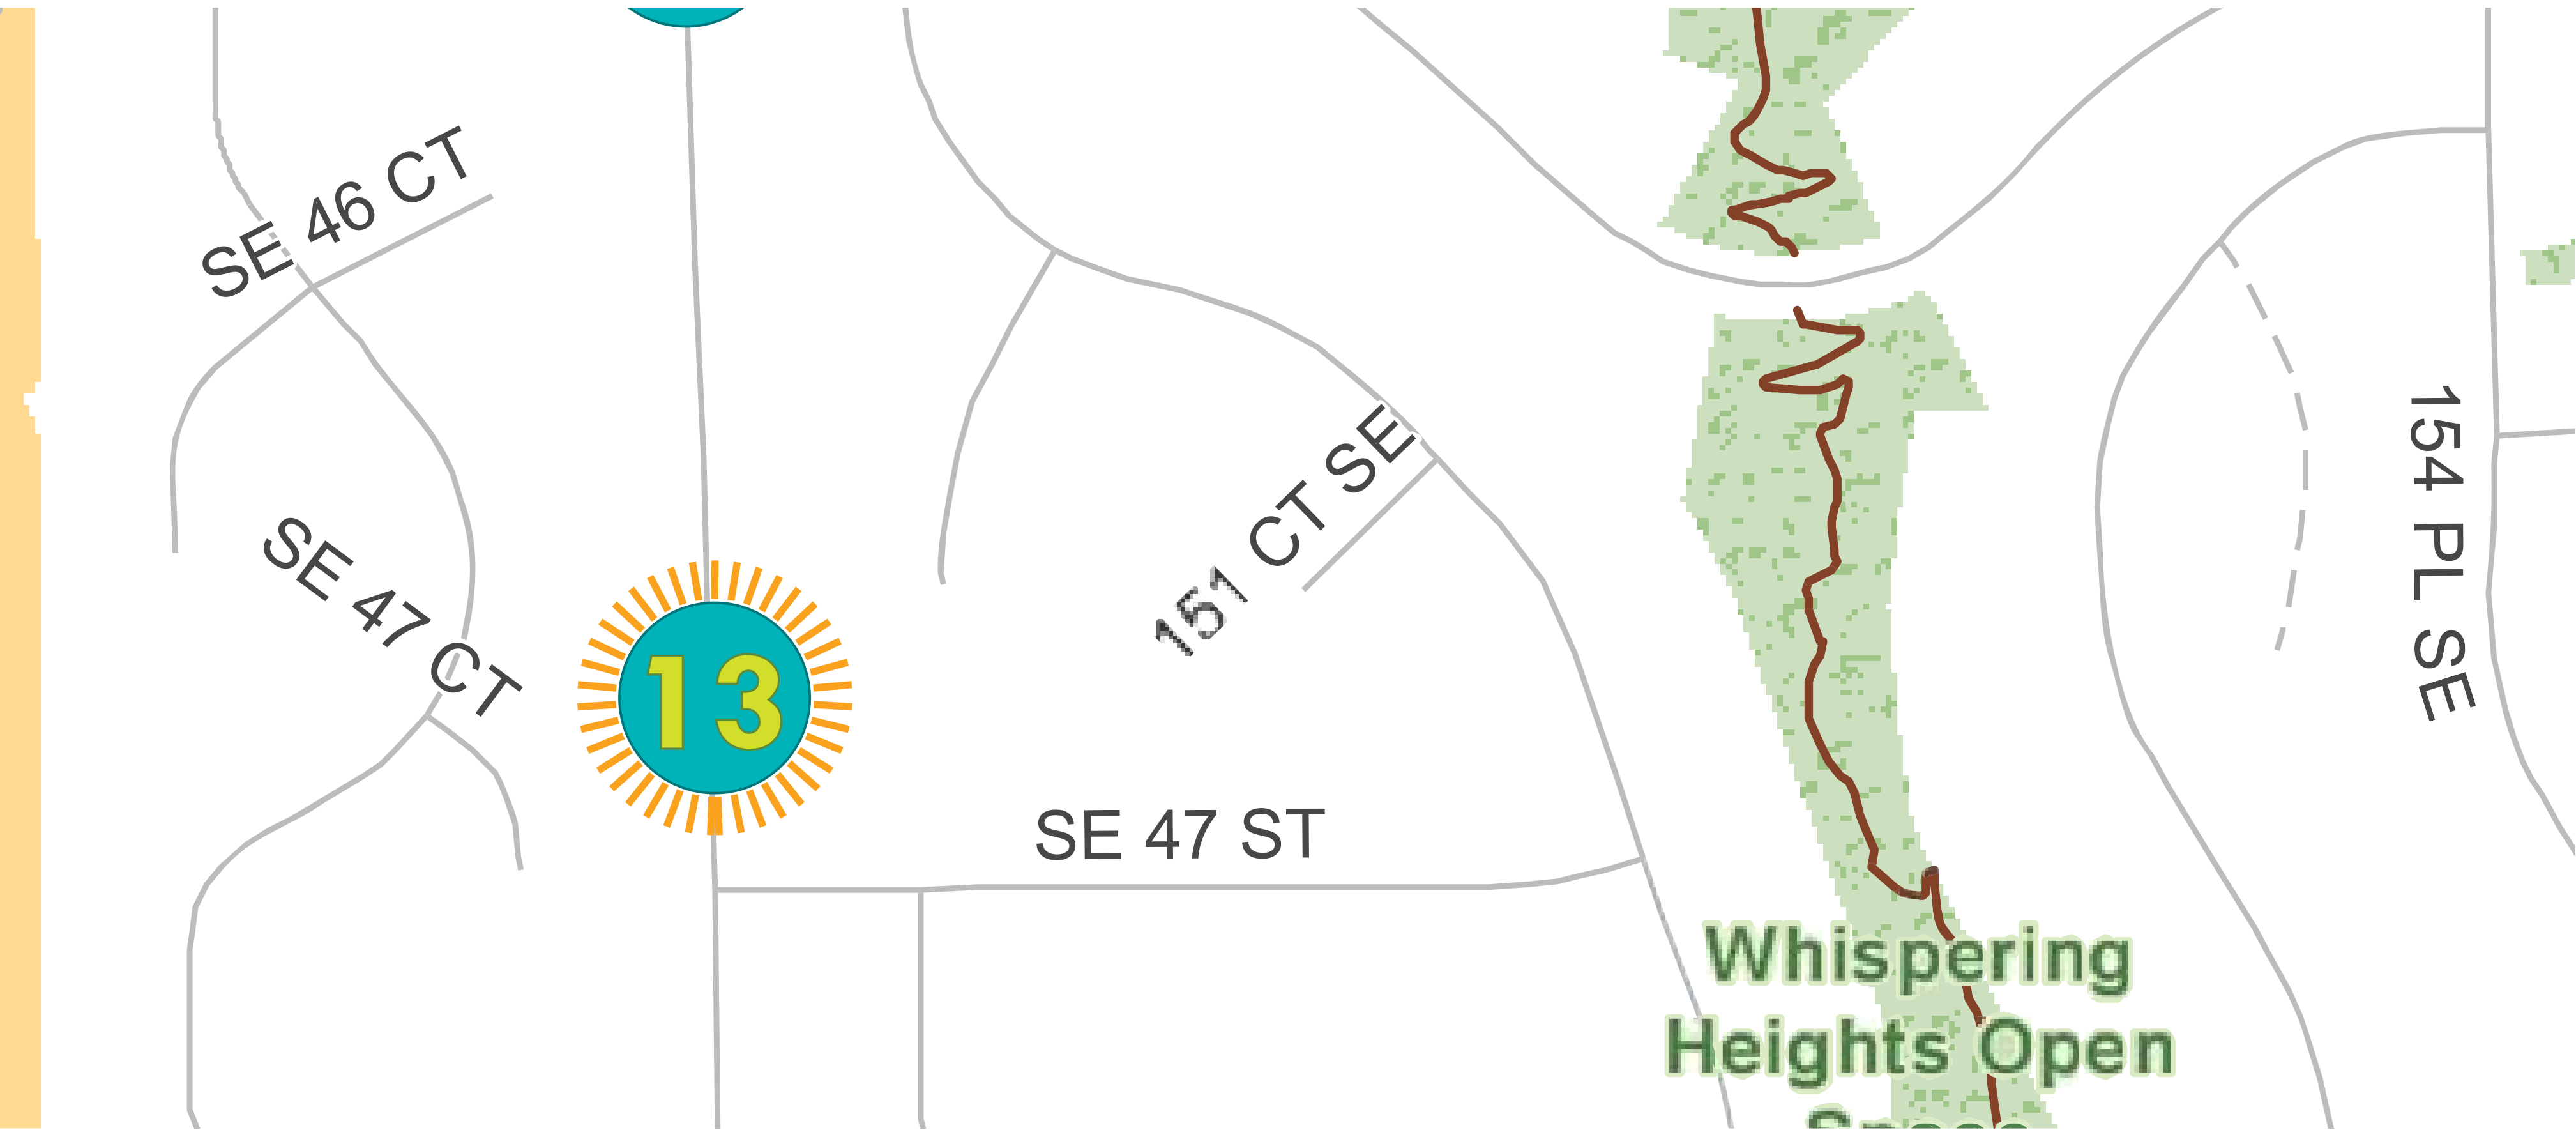 SE 46 CT
SE 47 CT
13
151 CT SE
SE 47 ST
154 PL SE
Whispering
Heights Open